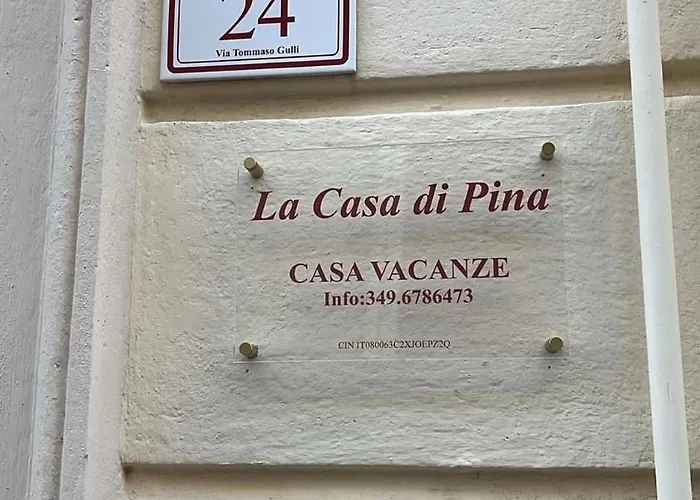 24
Via Tommaso Gulli
La Casa di Pina
CASA VACANZE
Info:349.6786473
CIN IT080063C2XJOEPZ2Q